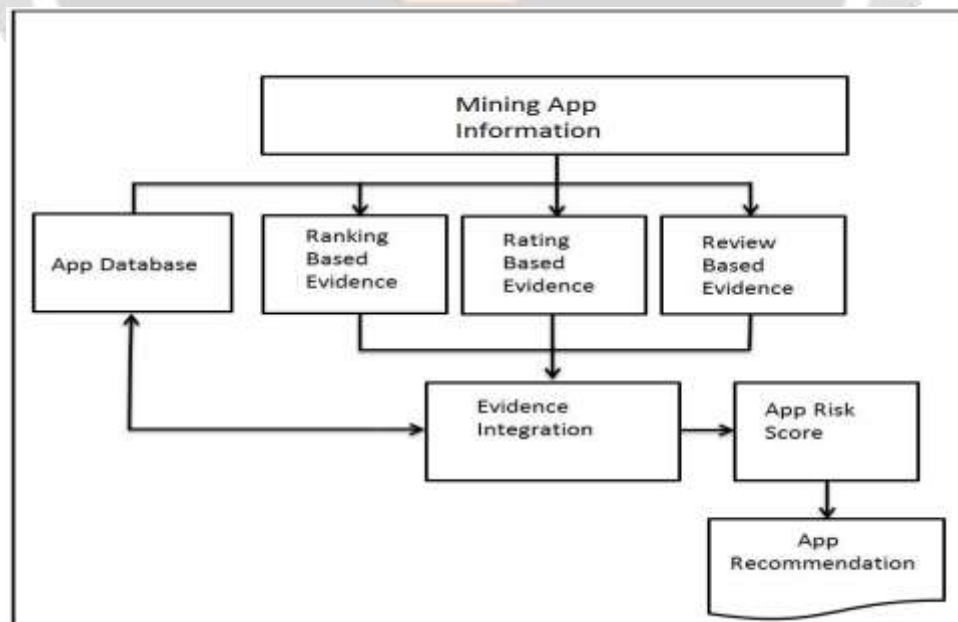 Mining App
Information
App Database
Ranking
Based
Evidence
Rating
Based
Evidence
Review
Based
Evidence
Evidence
Integration
App Risk
Score
App
Recommendation